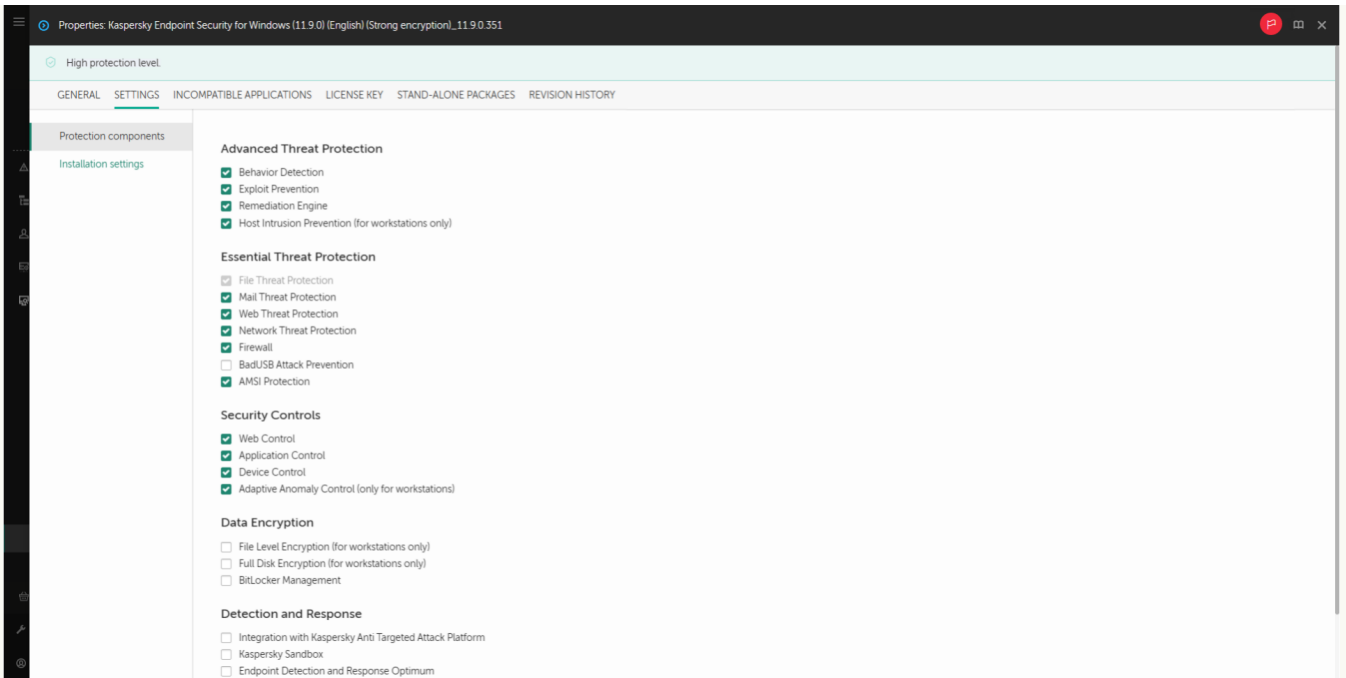 Properties: Kaspersky Endpoint Security for Windows (11.9.0) (English) (Strong encryption)_11.9.0.351
High protection level.
GENERAL SETTINGS INCOMPATIBLE APPLICATIONS LICENSE KEY STAND-ALONE PACKAGES REVISION HISTORY
Protection components
Installation settings
Advanced Threat Protection
Behavior Detection
Exploit Prevention
Remediation Engine
Host Intrusion Prevention (for workstations only)
Essential Threat Protection
File Threat Protection
Mail Threat Protection
Web Threat Protection
Network Threat Protection
Firewall
BadUSB Attack Prevention
AMSI Protection
Security Controls
Web Control
Application Control
Device Control
Adaptive Anomaly Control (only for workstations)
Data Encryption
File Level Encryption (for workstations only)
Full Disk Encryption (for workstations only)
BitLocker Management
Detection and Response
Integration with Kaspersky Anti Targeted Attack Platform
Kaspersky Sandbox
Endpoint Detection and Response Optimum